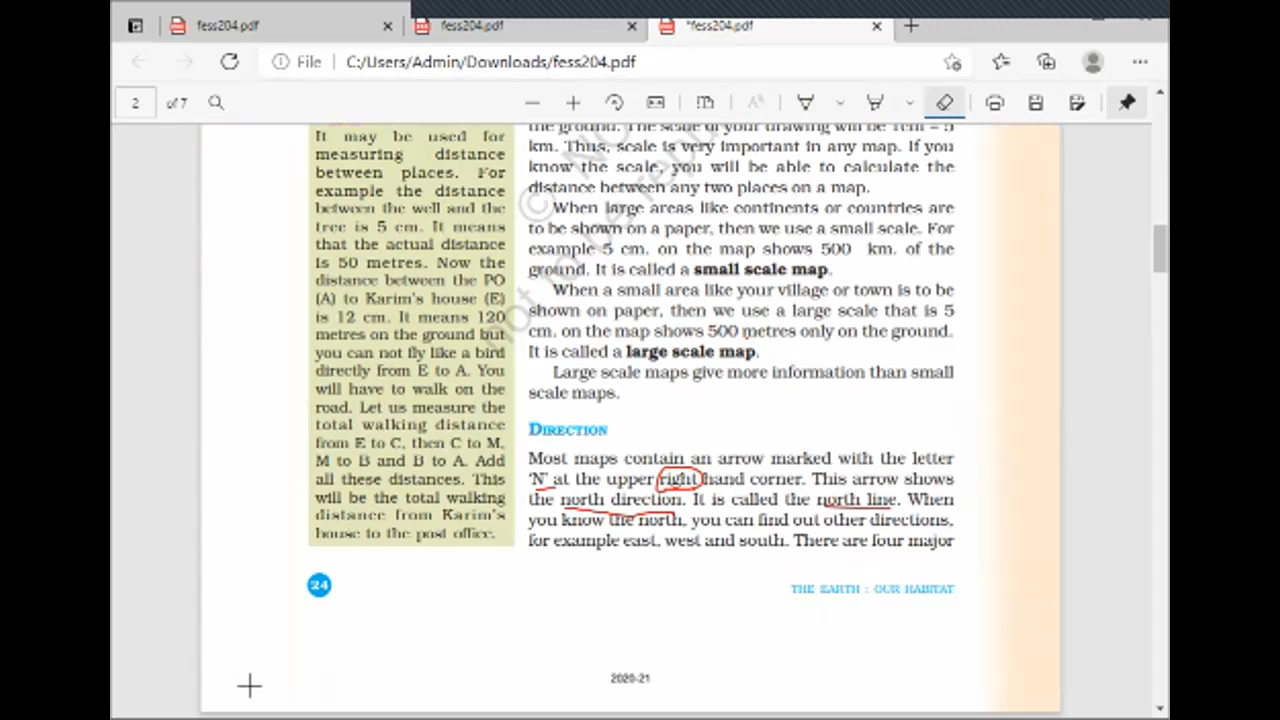 fess204.pdf
fess204.pdf
*fess204.pdf
File
C:/Users/Admin/Downloads/fess204.pdf
2
of 7
It may be used for
measuring distance
between places. For
example the distance
between the well and the
tree is 5 cm. It means
that the actual distance
is 50 metres. Now the
distance between the PO
(A) to Karim's house (E)
is 12 cm. It means 120
metres on the ground but
you can not fly like a bird
directly from E to A. You
will have to walk on the
road. Let us measure the
total walking distance
from E to C, then C to M,
M to B and B to A. Add
all these distances. This
will be the total walking
distance from Karim's
house to the post office.
the ground. The scale of your drawing will be 1cm = 5
km. Thus, scale is very important in any map. If you
know the scale, you will be able to calculate the
distance between any two places on a map.
When large areas like continents or countries are
to be shown on a paper, then we use a small scale. For
example 5 cm. on the map shows 500 km. of the
ground. It is called a small scale map.
When a small area like your village or town is to be
shown on paper, then we use a large scale that is 5
cm. on the map shows 500 metres only on the ground.
It is called a large scale map.
Large scale maps give more information than small
scale maps.
DIRECTION
Most maps contain an arrow marked with the letter
'N' at the upper right hand corner. This arrow shows
the north direction. It is called the north line. When
you know the north, you can find out other directions,
for example east, west and south. There are four major
24
THE EARTH : OUR HABITAT
2020-21
not to be repu
© NO